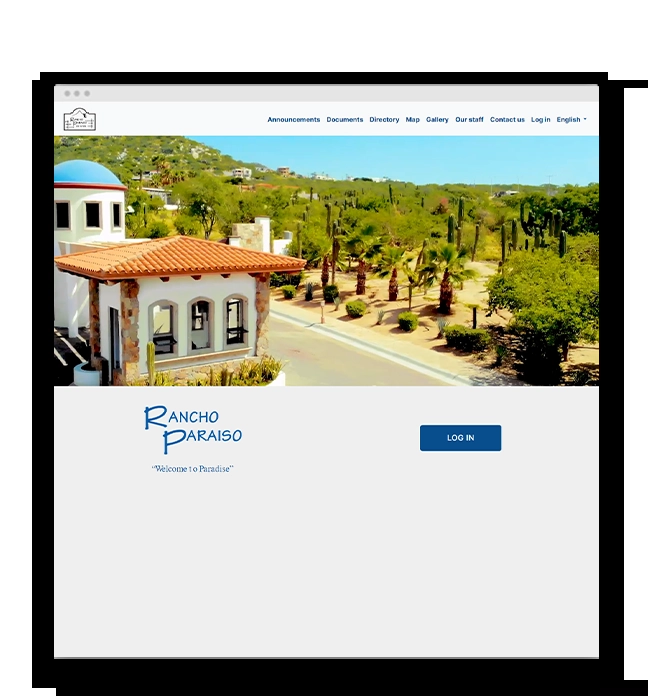 Announcements Documents Directory Map Gallery Our staff Contact us Log in English
RANCHO
PARAISO
LOG IN
"Welcome to Paradise"